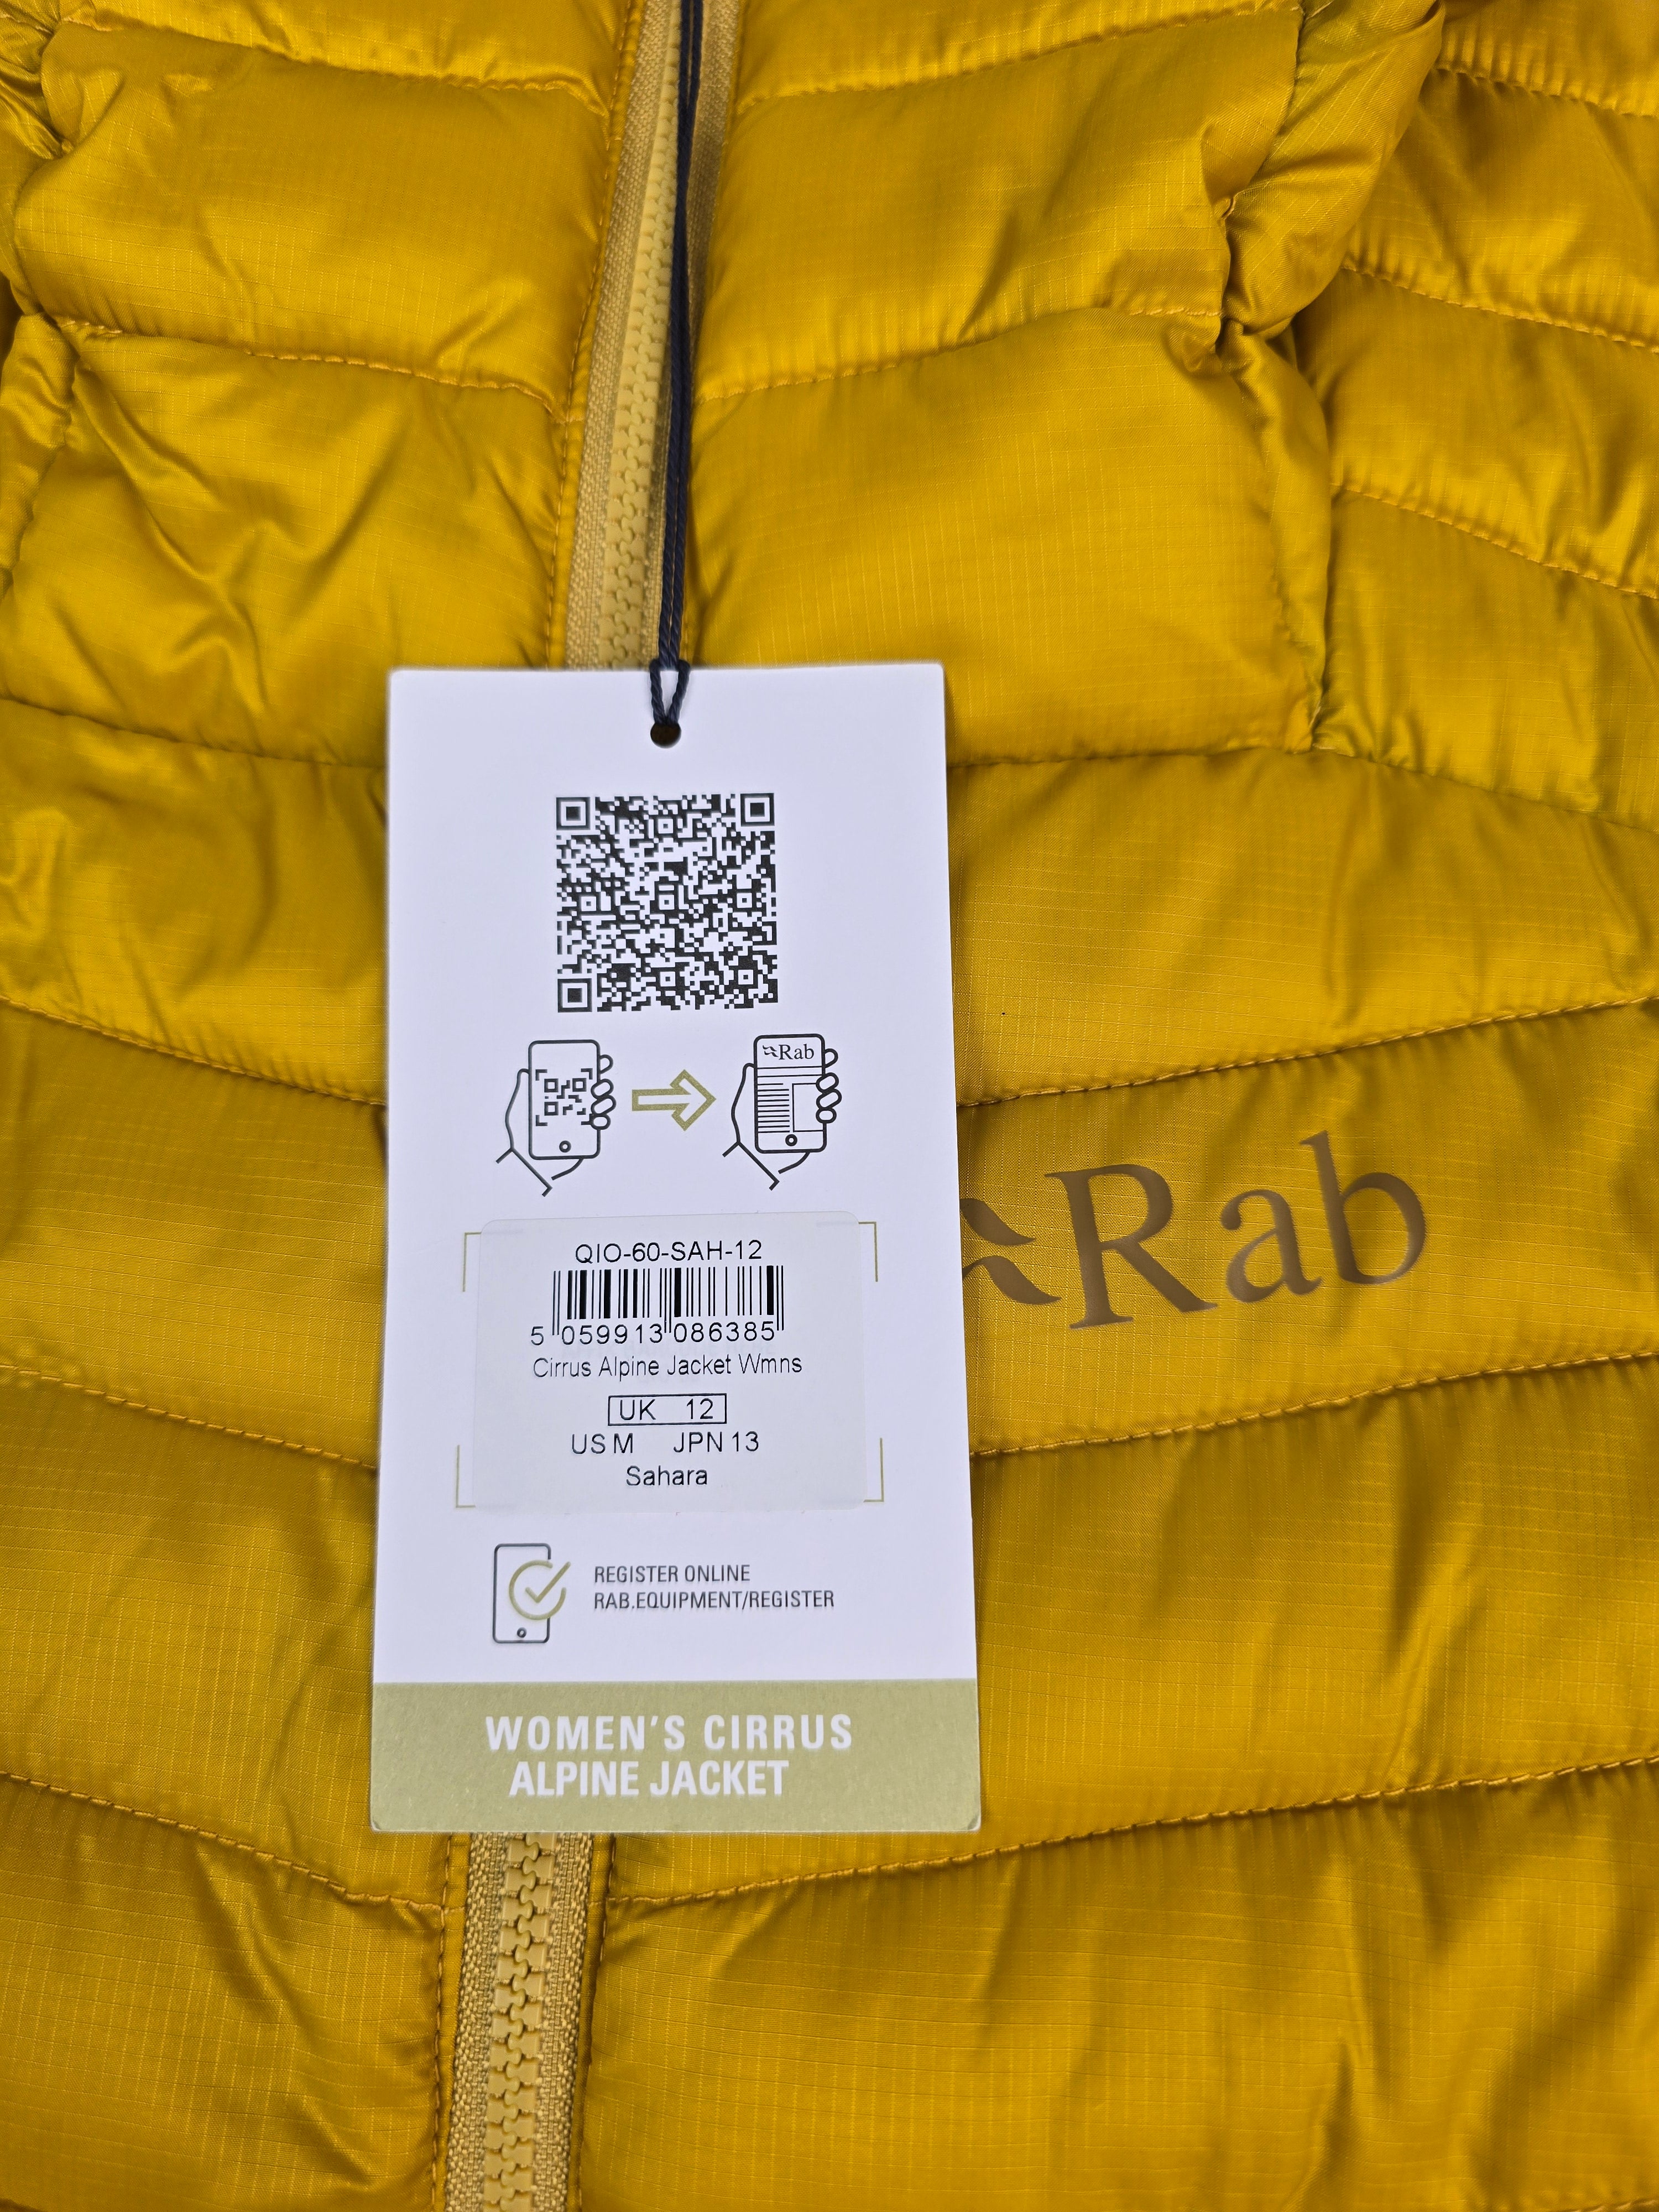 Rab
QIO-60-SAH-12
5 059913 086385
Cirrus Alpine Jacket Wmns
UK 12
US M JPN 13
Sahara
REGISTER ONLINE
RAB.EQUIPMENT/REGISTER
WOMEN'S CIRRUS
ALPINE JACKET
Rab